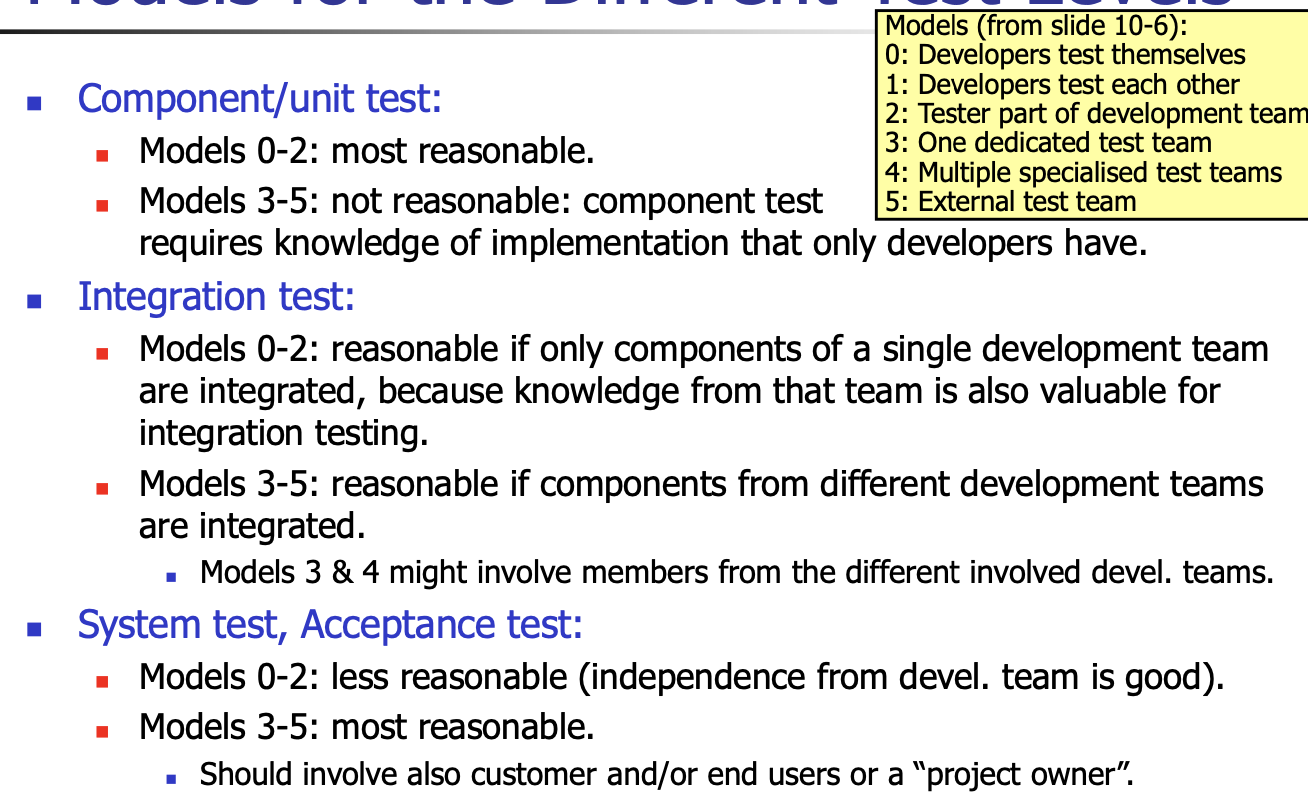 Models for the Different Test Levels
Models (from slide 10-6):
0: Developers test themselves
1: Developers test each other
2: Tester part of development team
3: One dedicated test team
4: Multiple specialised test teams
5: External test team
Component/unit test:
Models 0-2: most reasonable.
Models 3-5: not reasonable: component test
requires knowledge of implementation that only developers have.
Integration test:
Models 0-2: reasonable if only components of a single development team
are integrated, because knowledge from that team is also valuable for
integration testing.
Models 3-5: reasonable if components from different development teams
are integrated.
Models 3 & 4 might involve members from the different involved devel. teams.
System test, Acceptance test:
Models 0-2: less reasonable (independence from devel. team is good).
Models 3-5: most reasonable.
Should involve also customer and/or end users or a “project owner”.